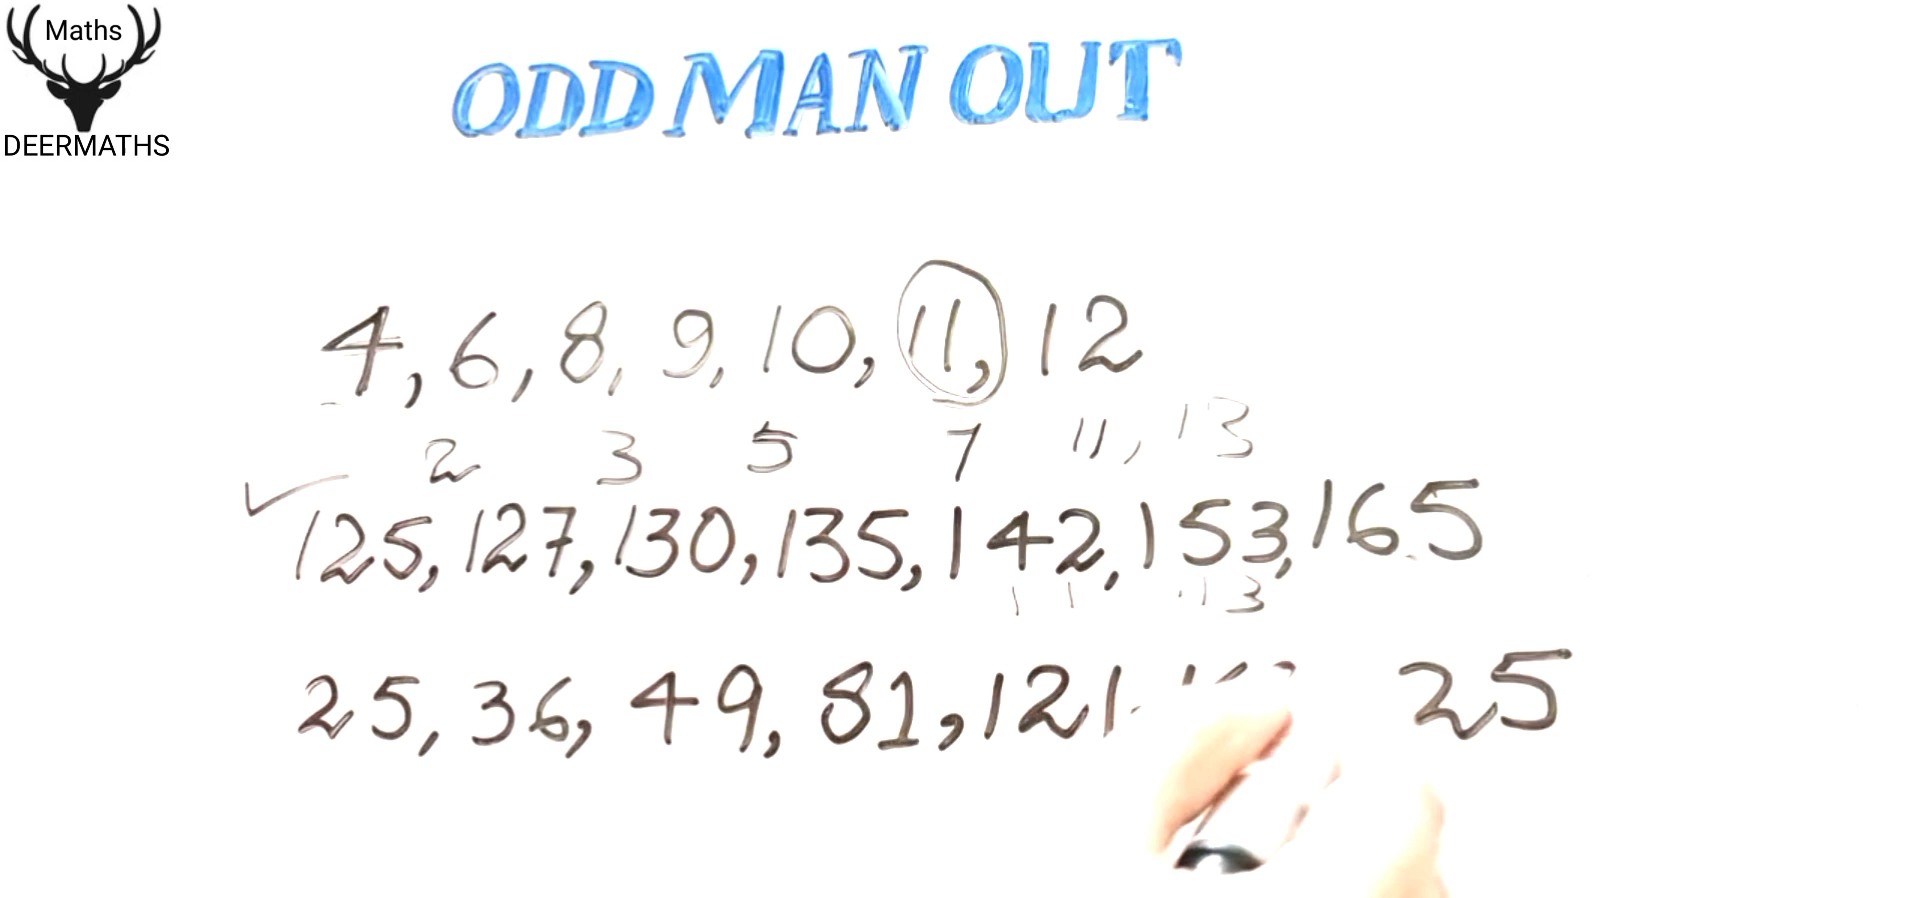 Maths
DEERMATHS
ODD MAN OUT
4, 6, 8, 9, 10, 11, 12
2 3 5 7 11, 13
125, 127, 130, 135, 142, 153, 165
11 13
25, 36, 49, 81, 121 25